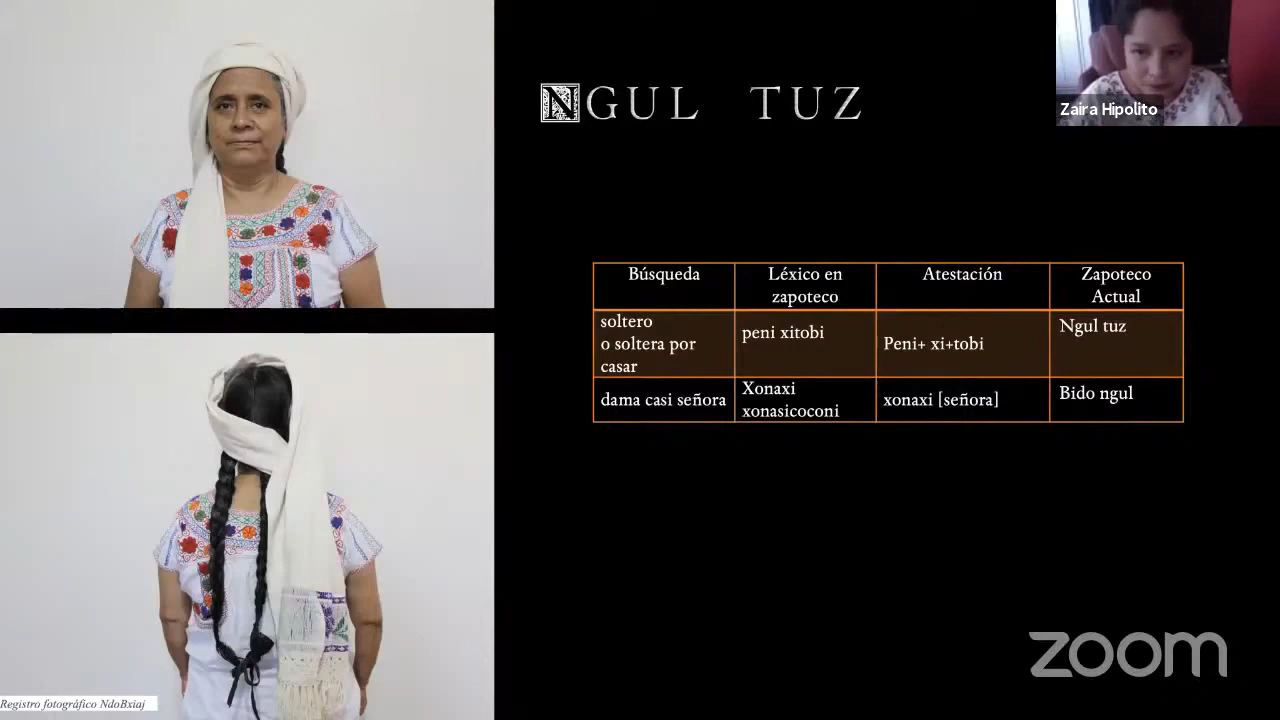 NGUL TUZ
Zaira Hipolito
Búsqueda
Léxico en
zapoteco
Atestación
Zapoteco
Actual
soltero
o soltera por
casar
peni xitobi
Peni+ xi+tobi
Ngul tuz
dama casi señora
Xonaxi
xonasicoconi
xonaxi [señora]
Bido ngul
zoom
Registro fotográfico NdoBxiaj